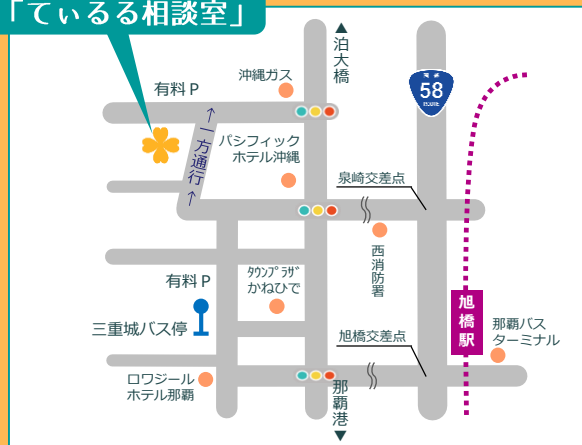 「てぃるる相談室」
▲
泊大橋
沖縄ガス
有料P
国道
58
ROUTE
←一方通行←
パシフィック
ホテル沖縄
泉崎交差点
西消防署
有料P
ﾀｳﾝﾌﾟﾗｻﾞ
かねひで
旭橋駅
三重城バス停
旭橋交差点
那覇バス
ターミナル
ロワジール
ホテル那覇
那覇港
▼